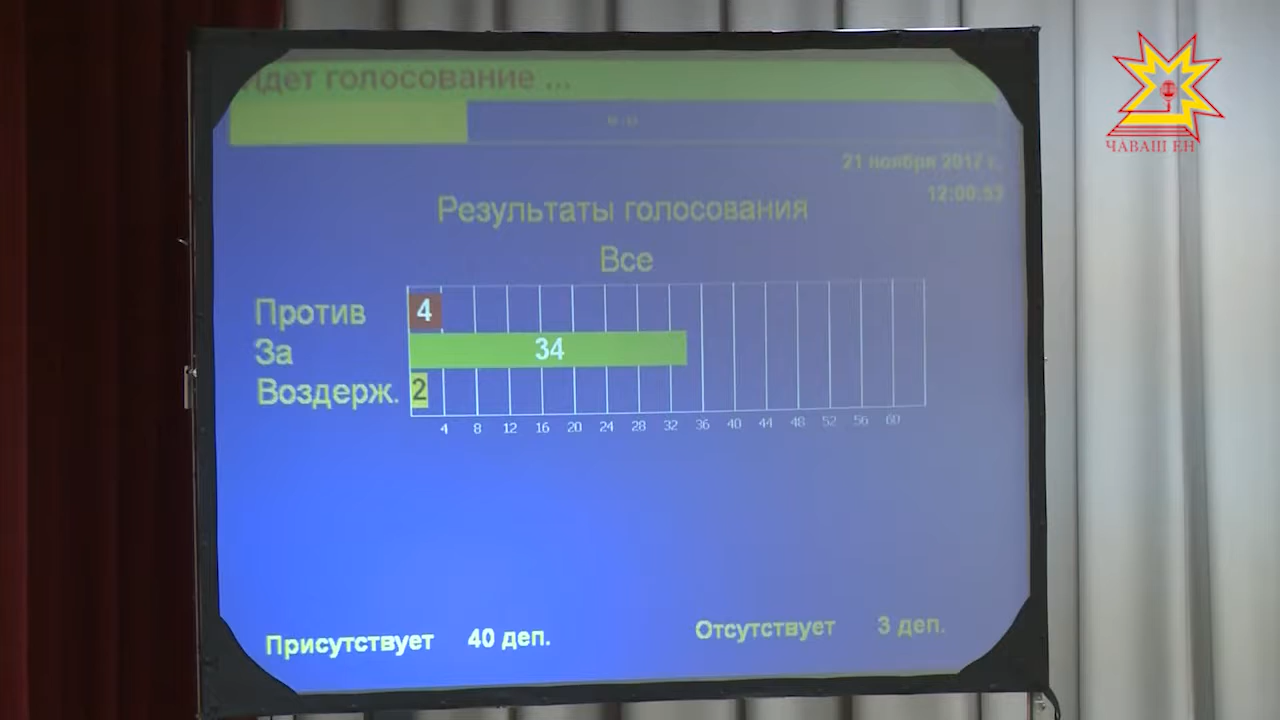 Идет голосование ...
21 ноября 2017 г.
12:00:53
Результаты голосования
Все
Против 4
За 34
Воздерж. 2
4 8 12 16 20 24 28 32 36 40 44 48 52 56 60
Присутствует 40 деп. Отсутствует 3 деп.
ЧӐВАШ ЕН